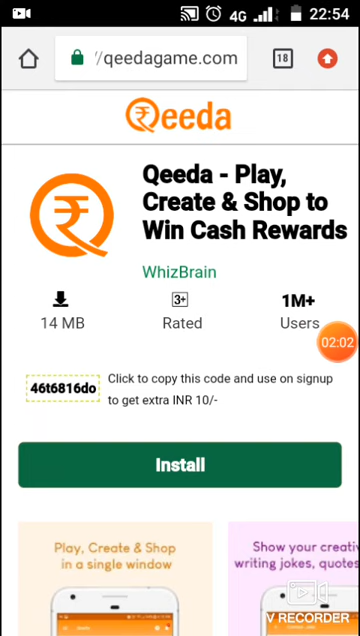 4G 22:54
//qeedagame.com 18
Qeeda
Qeeda - Play,
Create & Shop to
Win Cash Rewards
WhizBrain
3+ 1M+
14 MB Rated Users
02:02
46t6816do
Click to copy this code and use on signup
to get extra INR 10/-
Install
Play, Create & Shop
in a single window
Show your creati
writing jokes, quotes
V RECORDER